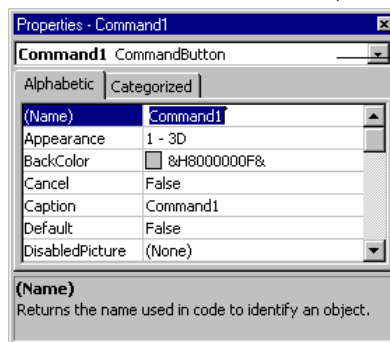 Properties - Command1
Command1 CommandButton
Alphabetic Categorized
(Name) Command1
Appearance 1 - 3D
BackColor &H8000000F&
Cancel False
Caption Command1
Default False
DisabledPicture (None)
(Name)
Returns the name used in code to identify an object.